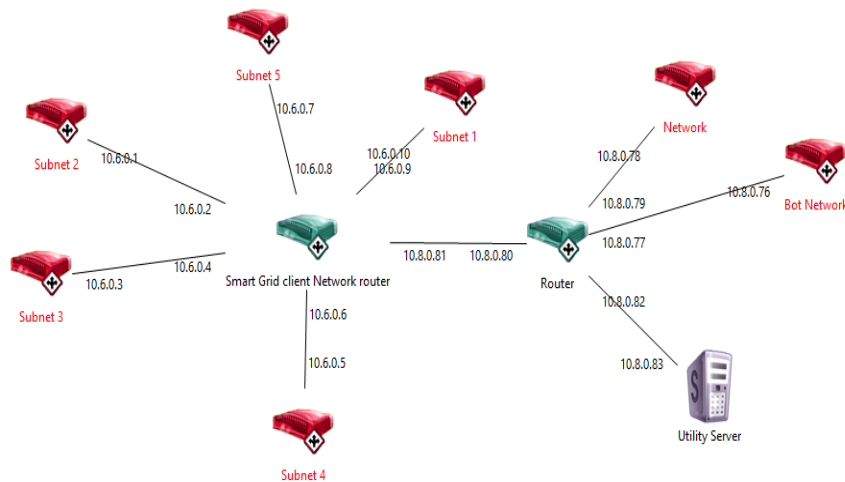 Subnet 5
10.6.0.7
10.6.0.8
Subnet 1
10.6.0.10
10.6.0.9
Network
10.8.0.78
10.8.0.79
Subnet 2
10.6.0.1
10.6.0.2
Bot Network
10.8.0.76
10.8.0.77
Smart Grid client Network router
10.8.0.81
10.8.0.80
Router
Subnet 3
10.6.0.3
10.6.0.4
10.6.0.6
10.6.0.5
Subnet 4
10.8.0.82
10.8.0.83
S
Utility Server